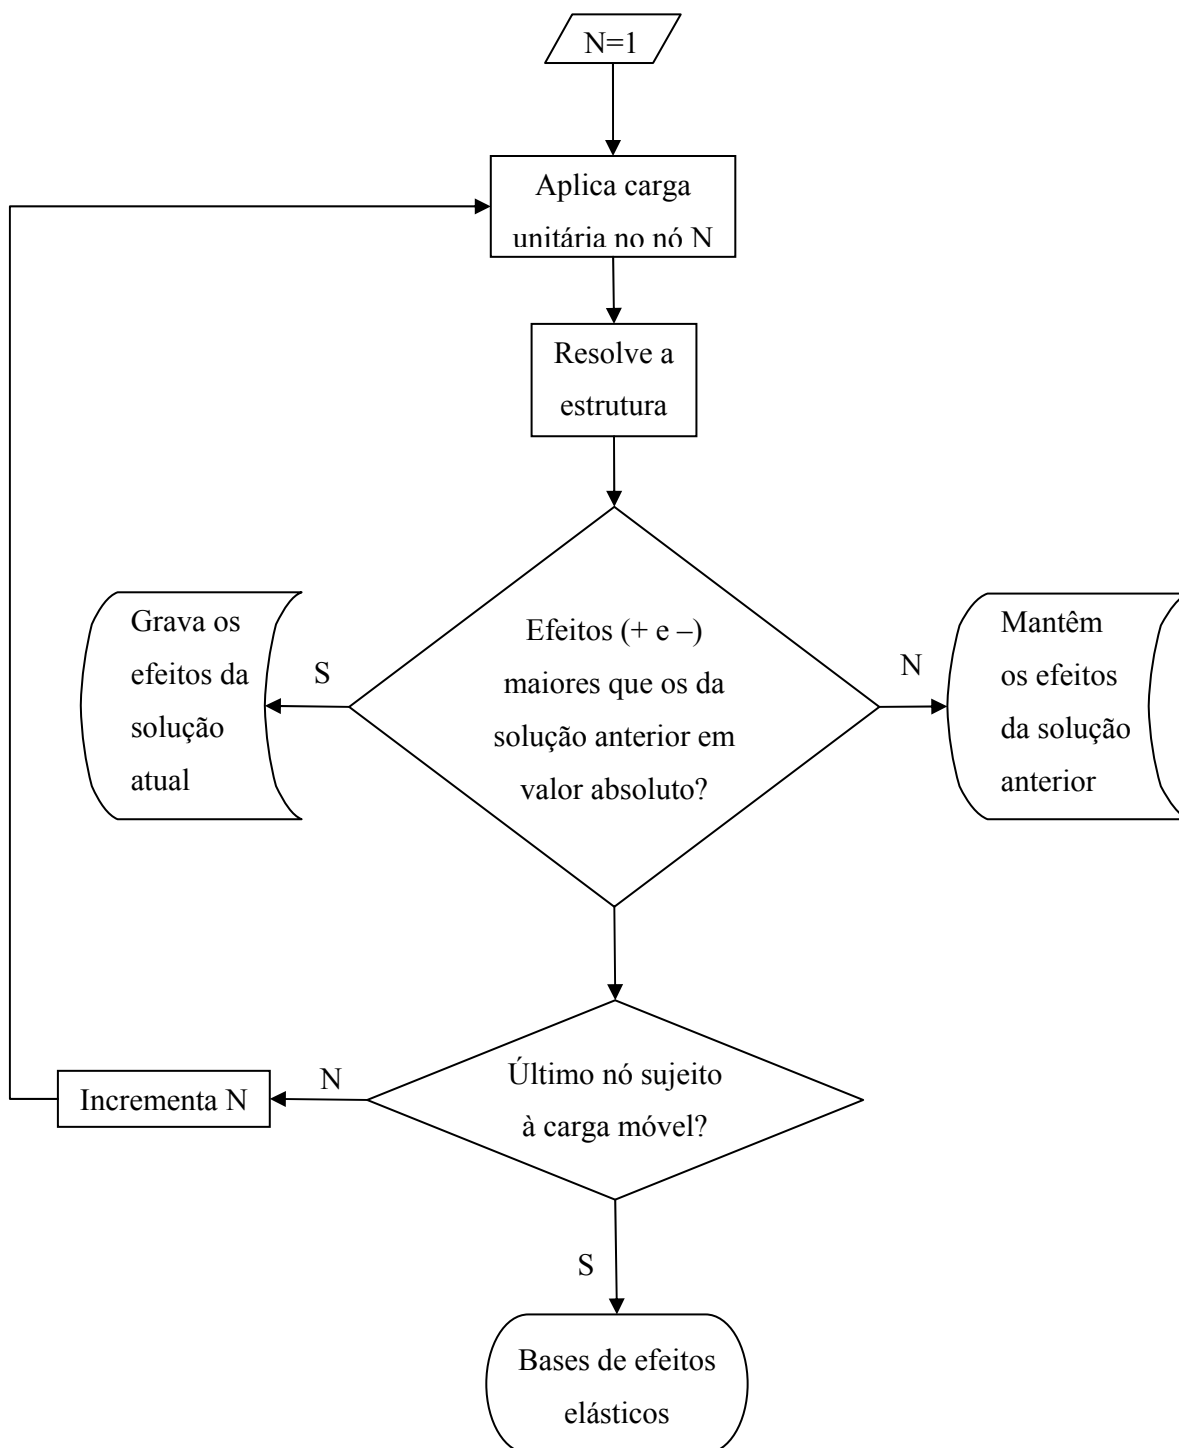 N=1
Aplica carga
unitária no nó N
Resolve a
estrutura
Efeitos (+ e –)
maiores que os da
solução anterior em
valor absoluto?
S
Grava os
efeitos da
solução
atual
N
Mantêm
os efeitos
da solução
anterior
Último nó sujeito
à carga móvel?
N
Incrementa N
S
Bases de efeitos
elásticos